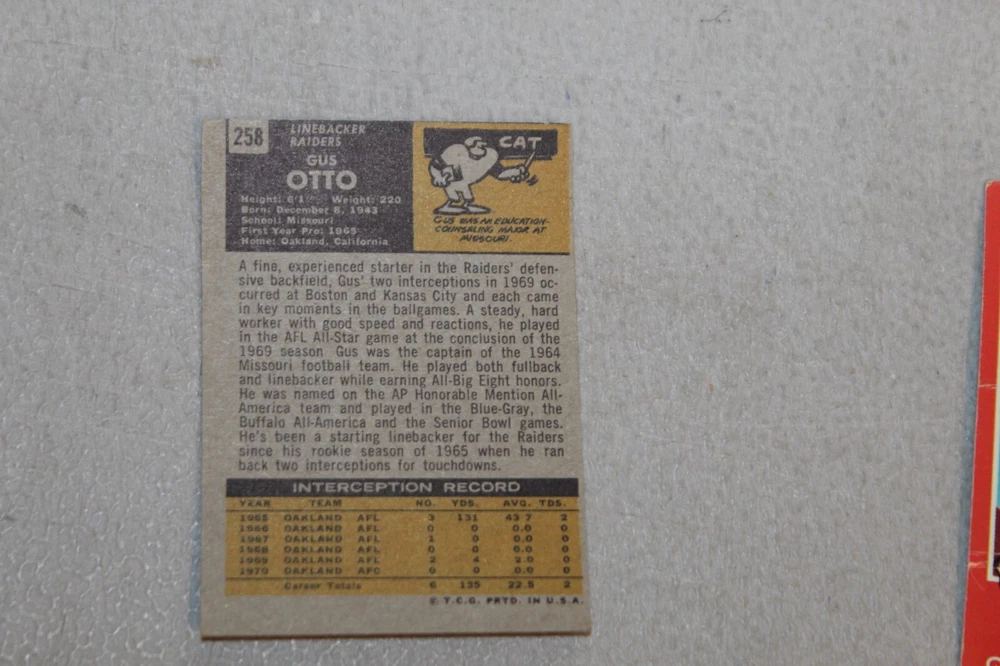 258
LINEBACKER
RAIDERS
GUS
OTTO
Height: 6'1 Weight: 220
Born: December 8, 1943
School: Missouri
First Year Pro: 1965
Home: Oakland, California
CAT
GUS WAS AN EDUCATION-
COUNSELING MAJOR AT
MISSOURI.
A fine, experienced starter in the Raiders' defen-
sive backfield, Gus' two interceptions in 1969 oc-
curred at Boston and Kansas City and each came
in key moments in the ballgames. A steady, hard
worker with good speed and reactions, he played
in the AFL All-Star game at the conclusion of the
1969 season. Gus was the captain of the 1964
Missouri football team. He played both fullback
and linebacker while earning All-Big Eight honors.
He was named on the AP Honorable Mention All-
America team and played in the Blue-Gray, the
Buffalo All-America and the Senior Bowl games.
He's been a starting linebacker for the Raiders
since his rookie season of 1965 when he ran
back two interceptions for touchdowns.
INTERCEPTION RECORD
YEAR TEAM NO. YDS. AVG. TDS.
1965 OAKLAND AFL 3 131 43.7 2
1966 OAKLAND AFL 0 0 0.0 0
1967 OAKLAND AFL 1 0 0.0 0
1968 OAKLAND AFL 0 0 0.0 0
1969 OAKLAND AFL 2 4 2.0 0
1970 OAKLAND AFC 0 0 0.0 0
Career Totals 6 135 22.5 2
© T.C.G. PRTD. IN U.S.A.